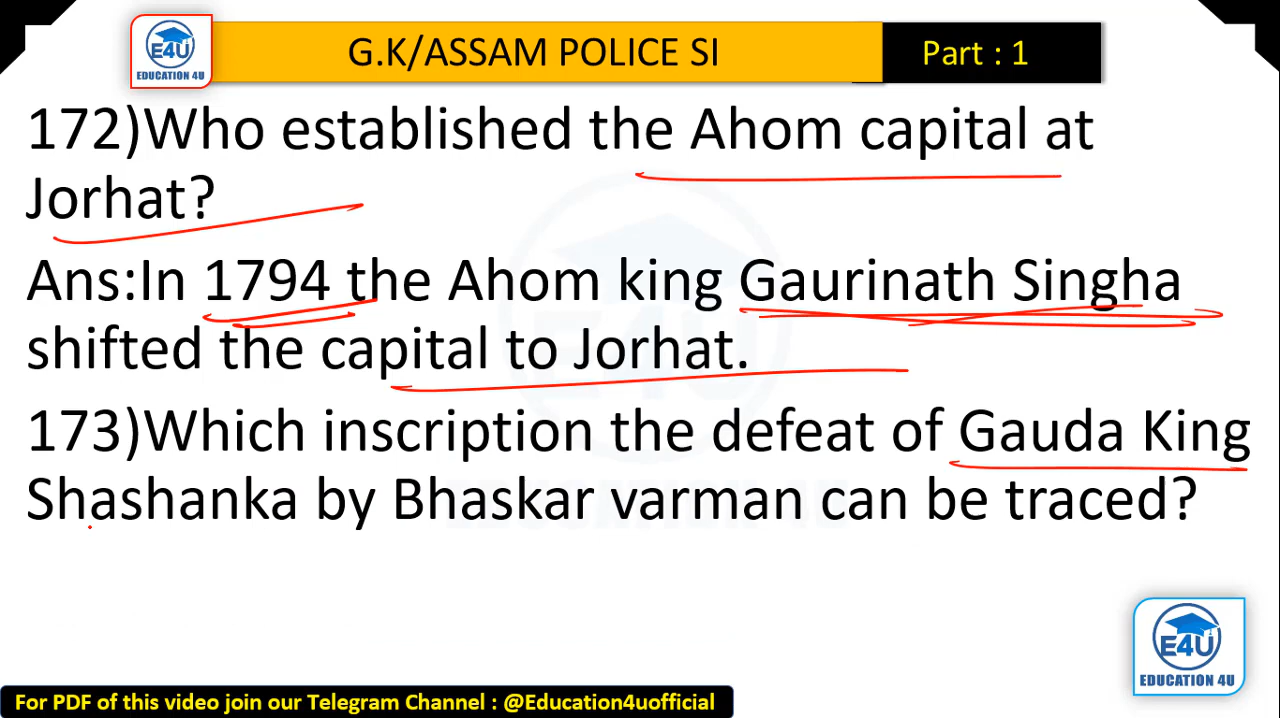 E4U
EDUCATION 4U
G.K/ASSAM POLICE SI
Part : 1
172)Who established the Ahom capital at
Jorhat?
Ans:In 1794 the Ahom king Gaurinath Singha
shifted the capital to Jorhat.
173)Which inscription the defeat of Gauda King
Shashanka by Bhaskar varman can be traced?
EDUCATION 4U
E4U
EDUCATION 4U
For PDF of this video join our Telegram Channel : @Education4uofficial